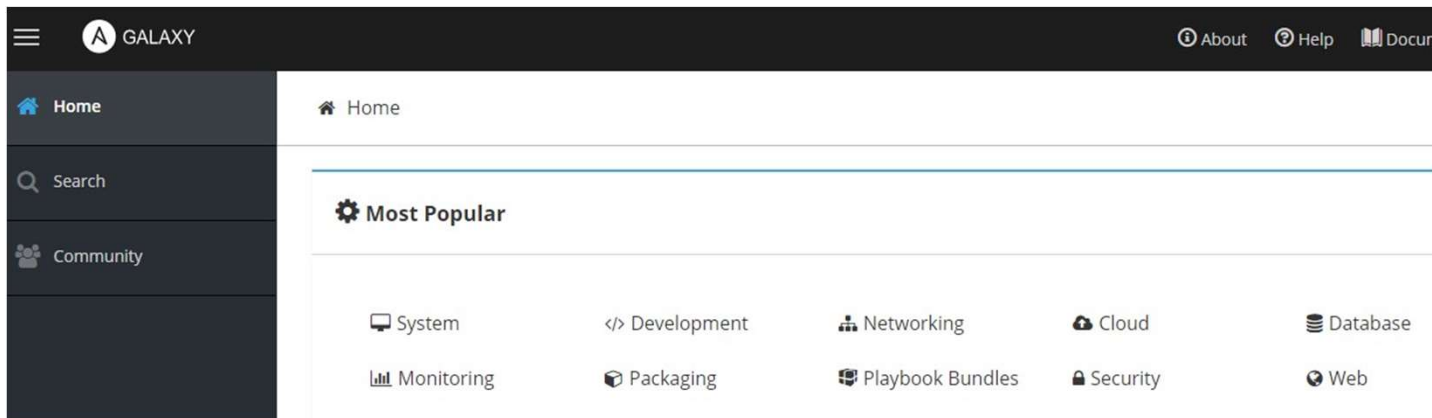 GALAXY
About Help Docum
Home
Home
Search
Most Popular
Community
System Development Networking Cloud Database
Monitoring Packaging Playbook Bundles Security Web